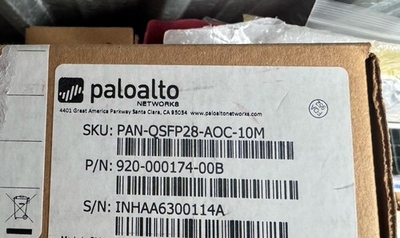 paloalto
NETWORKS
4401 Great America Parkway Santa Clara, CA 95054 www.paloaltonetworks.com
SKU: PAN-QSFP28-AOC-10M
P/N: 920-000174-00B
S/N: INHAA6300114A